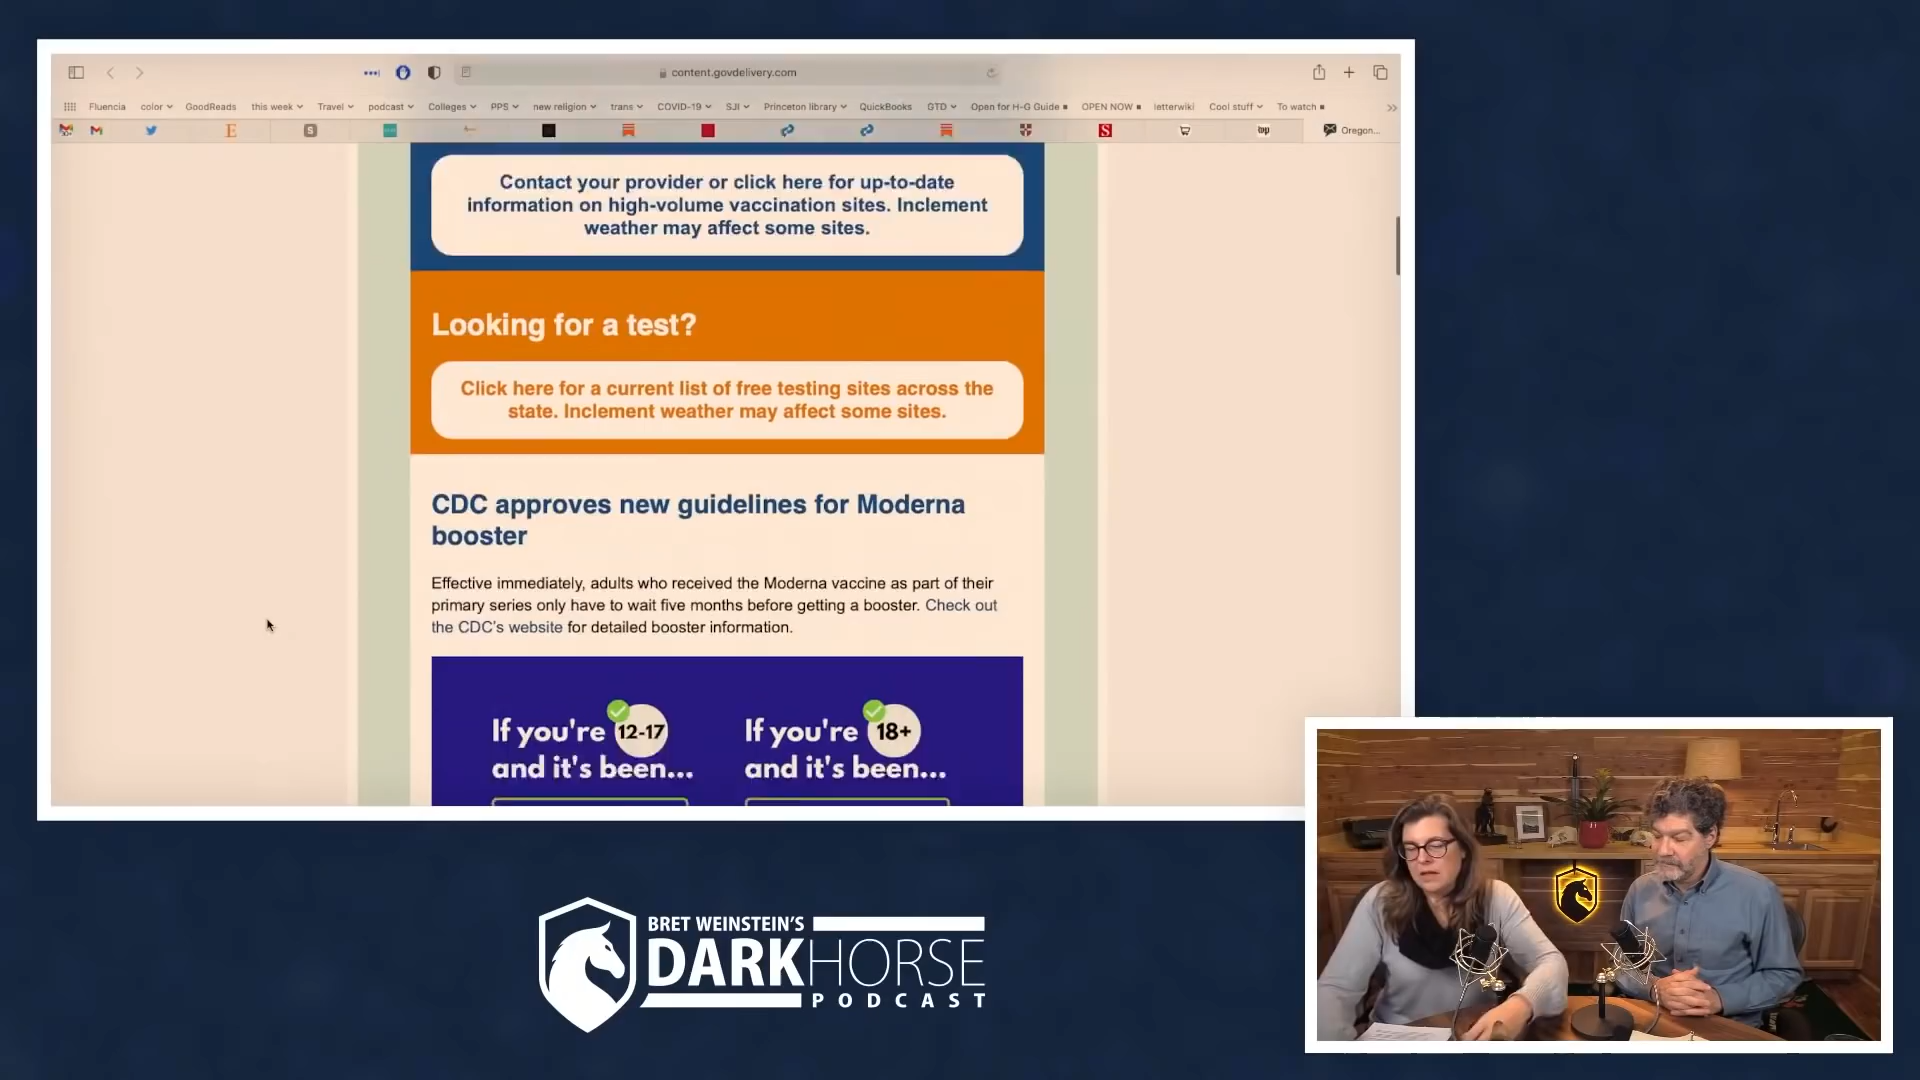 content.govdelivery.com
Fluencia color GoodReads this week Travel podcast Colleges PPS new religion trans COVID-19 SJI Princeton library QuickBooks GTD Open for H-G Guide OPEN NOW letterwiki Cool stuff To watch
E S S top Oregon...
Contact your provider or click here for up-to-date
information on high-volume vaccination sites. Inclement
weather may affect some sites.
Looking for a test?
Click here for a current list of free testing sites across the
state. Inclement weather may affect some sites.
CDC approves new guidelines for Moderna
booster
Effective immediately, adults who received the Moderna vaccine as part of their
primary series only have to wait five months before getting a booster. Check out
the CDC's website for detailed booster information.
If you're 12-17
and it's been...
If you're 18+
and it's been...
BRET WEINSTEIN'S
DARKHORSE
PODCAST